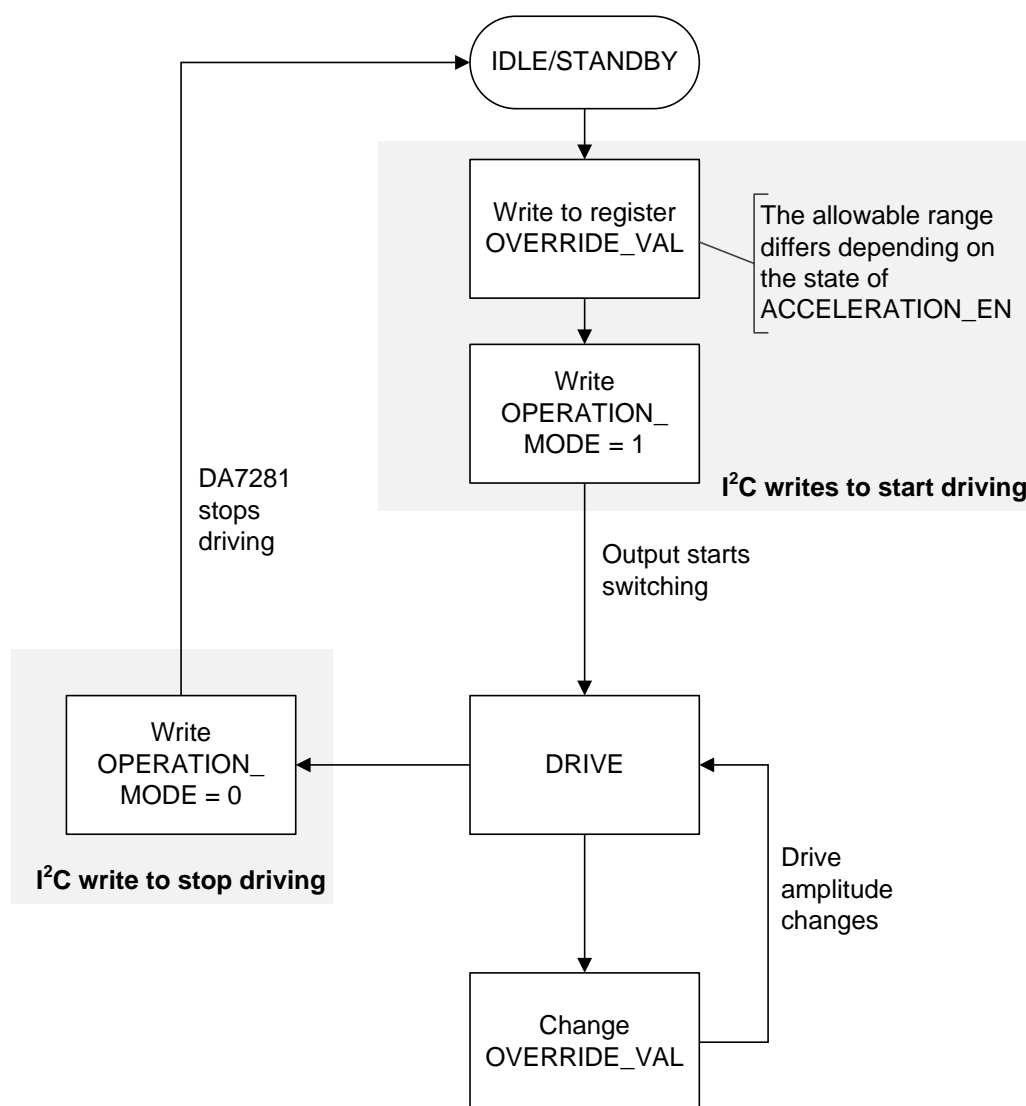 IDLE/STANDBY
Write to register
OVERRIDE_VAL
The allowable range
differs depending on
the state of
ACCELERATION_EN
Write
OPERATION_
MODE = 1
I²C writes to start driving
DA7281
stops
driving
Output starts
switching
Write
OPERATION_
MODE = 0
I²C write to stop driving
DRIVE
Drive
amplitude
changes
Change
OVERRIDE_VAL